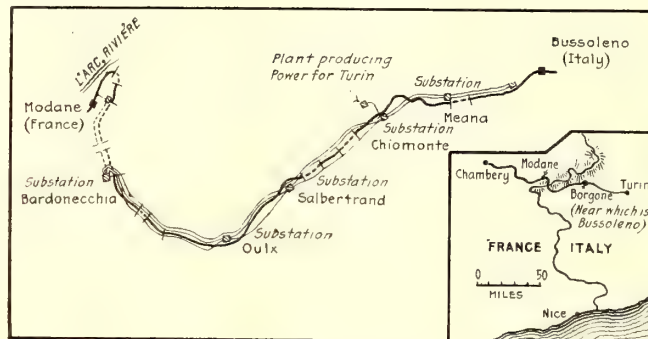 L'ARC, RIVIÈRE
Modane
(France)
Plant producing
Power for Turin
Substation
Bussoleno
(Italy)
Meana
Substation
Chiomonte
Substation
Salbertrand
Substation
Bardonecchia
Substation
Oulx
Chambery
Modane
Turin
Borgone
(Near which is
Bussoleno)
FRANCE ITALY
0 50
MILES
Nice